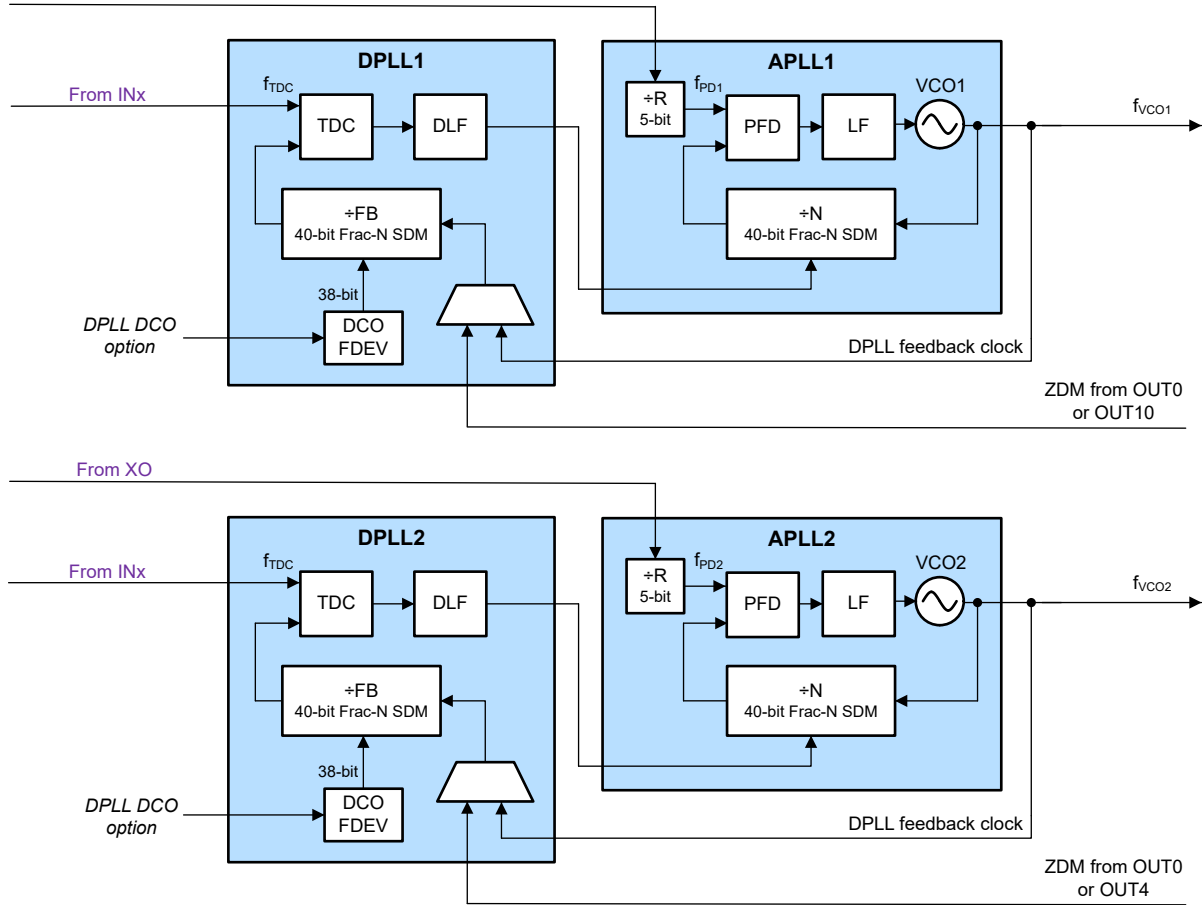 DPLL1
APLL1
From INx
fTDC
TDC
DLF
÷R
5-bit
fPD1
PFD
LF
VCO1
fVCO1
÷FB
40-bit Frac-N SDM
÷N
40-bit Frac-N SDM
38-bit
DPLL DCO
option
DCO
FDEV
DPLL feedback clock
ZDM from OUT0
or OUT10
From XO
DPLL2
APLL2
From INx
fTDC
TDC
DLF
÷R
5-bit
fPD2
PFD
LF
VCO2
fVCO2
÷FB
40-bit Frac-N SDM
÷N
40-bit Frac-N SDM
38-bit
DPLL DCO
option
DCO
FDEV
DPLL feedback clock
ZDM from OUT0
or OUT4